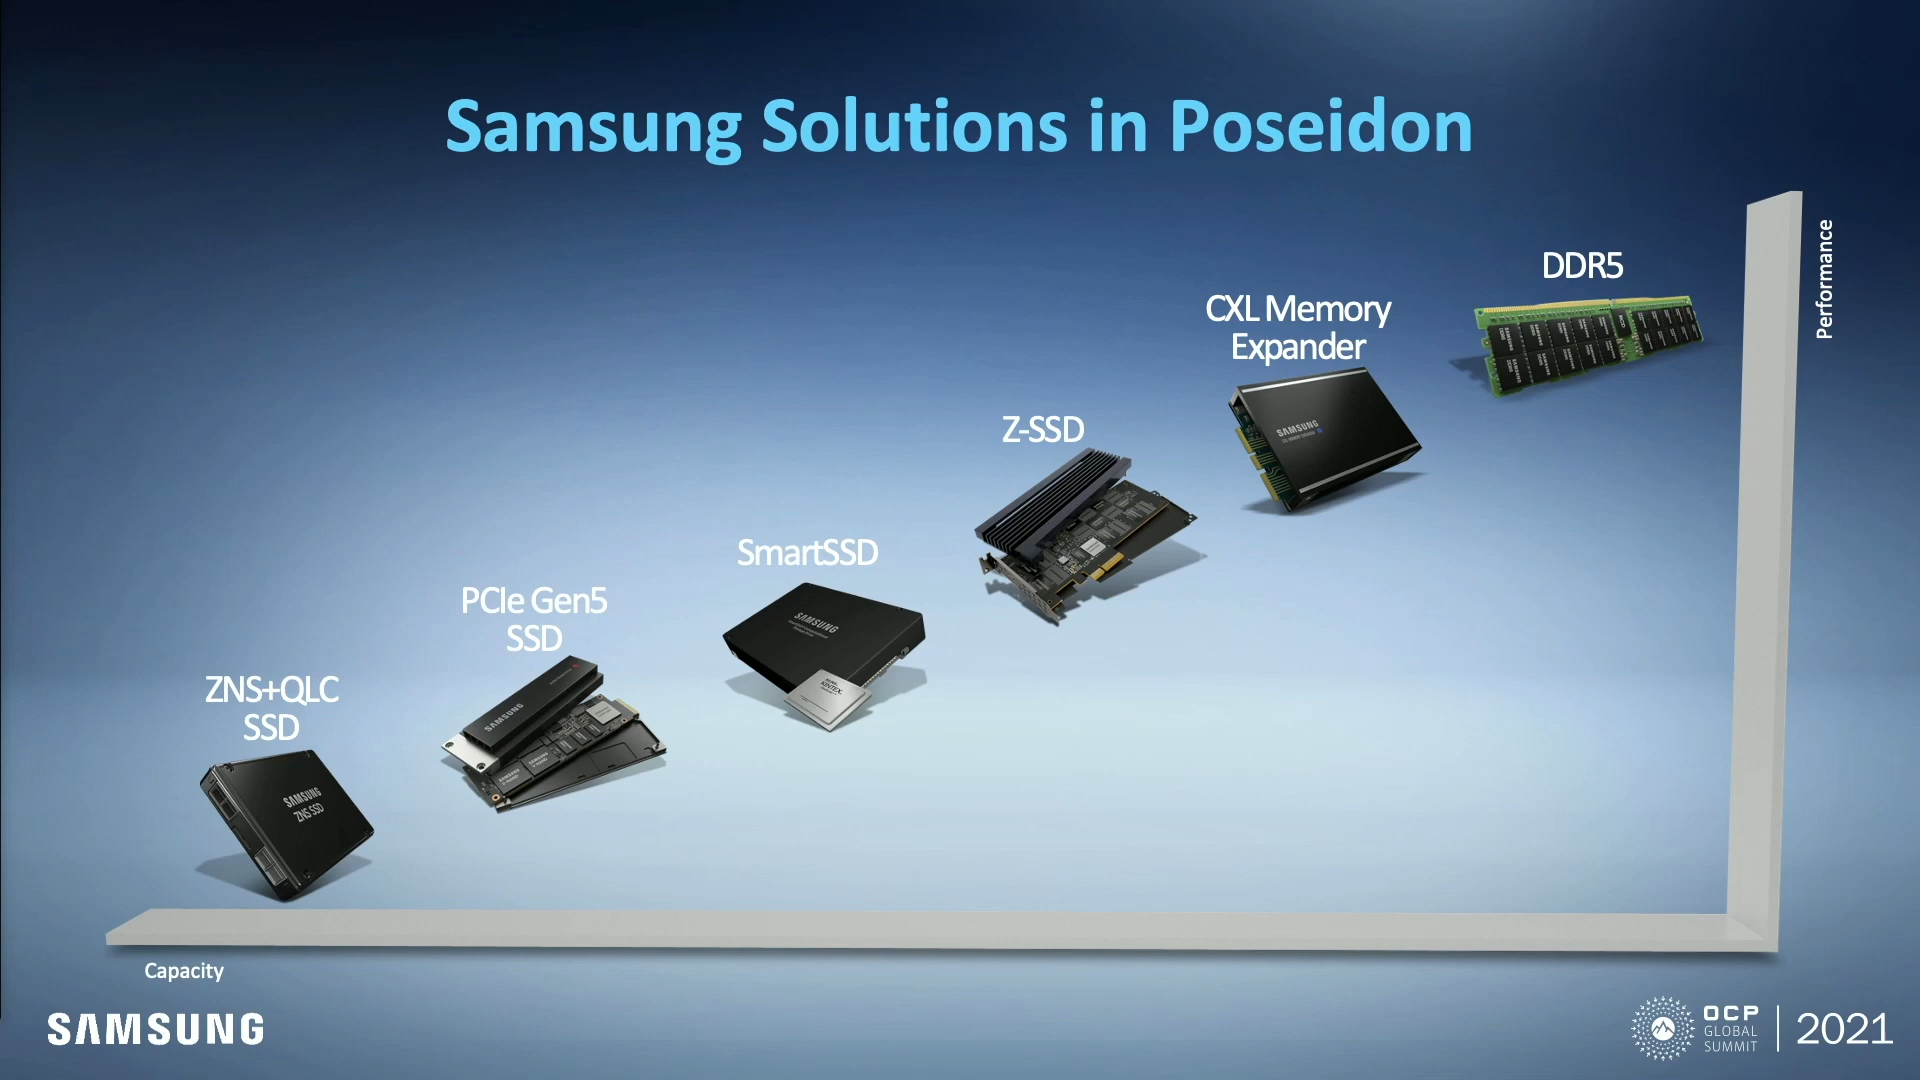 Samsung Solutions in Poseidon
Performance
DDR5
CXL Memory
Expander
SAMSUNG
Z-SSD
SmartSSD
SAMSUNG
KINTEX
PCIe Gen5
SSD
SAMSUNG
ZNS+QLC
SSD
SAMSUNG
ZNS SSD
Capacity
SAMSUNG
OCP
GLOBAL
SUMMIT
2021